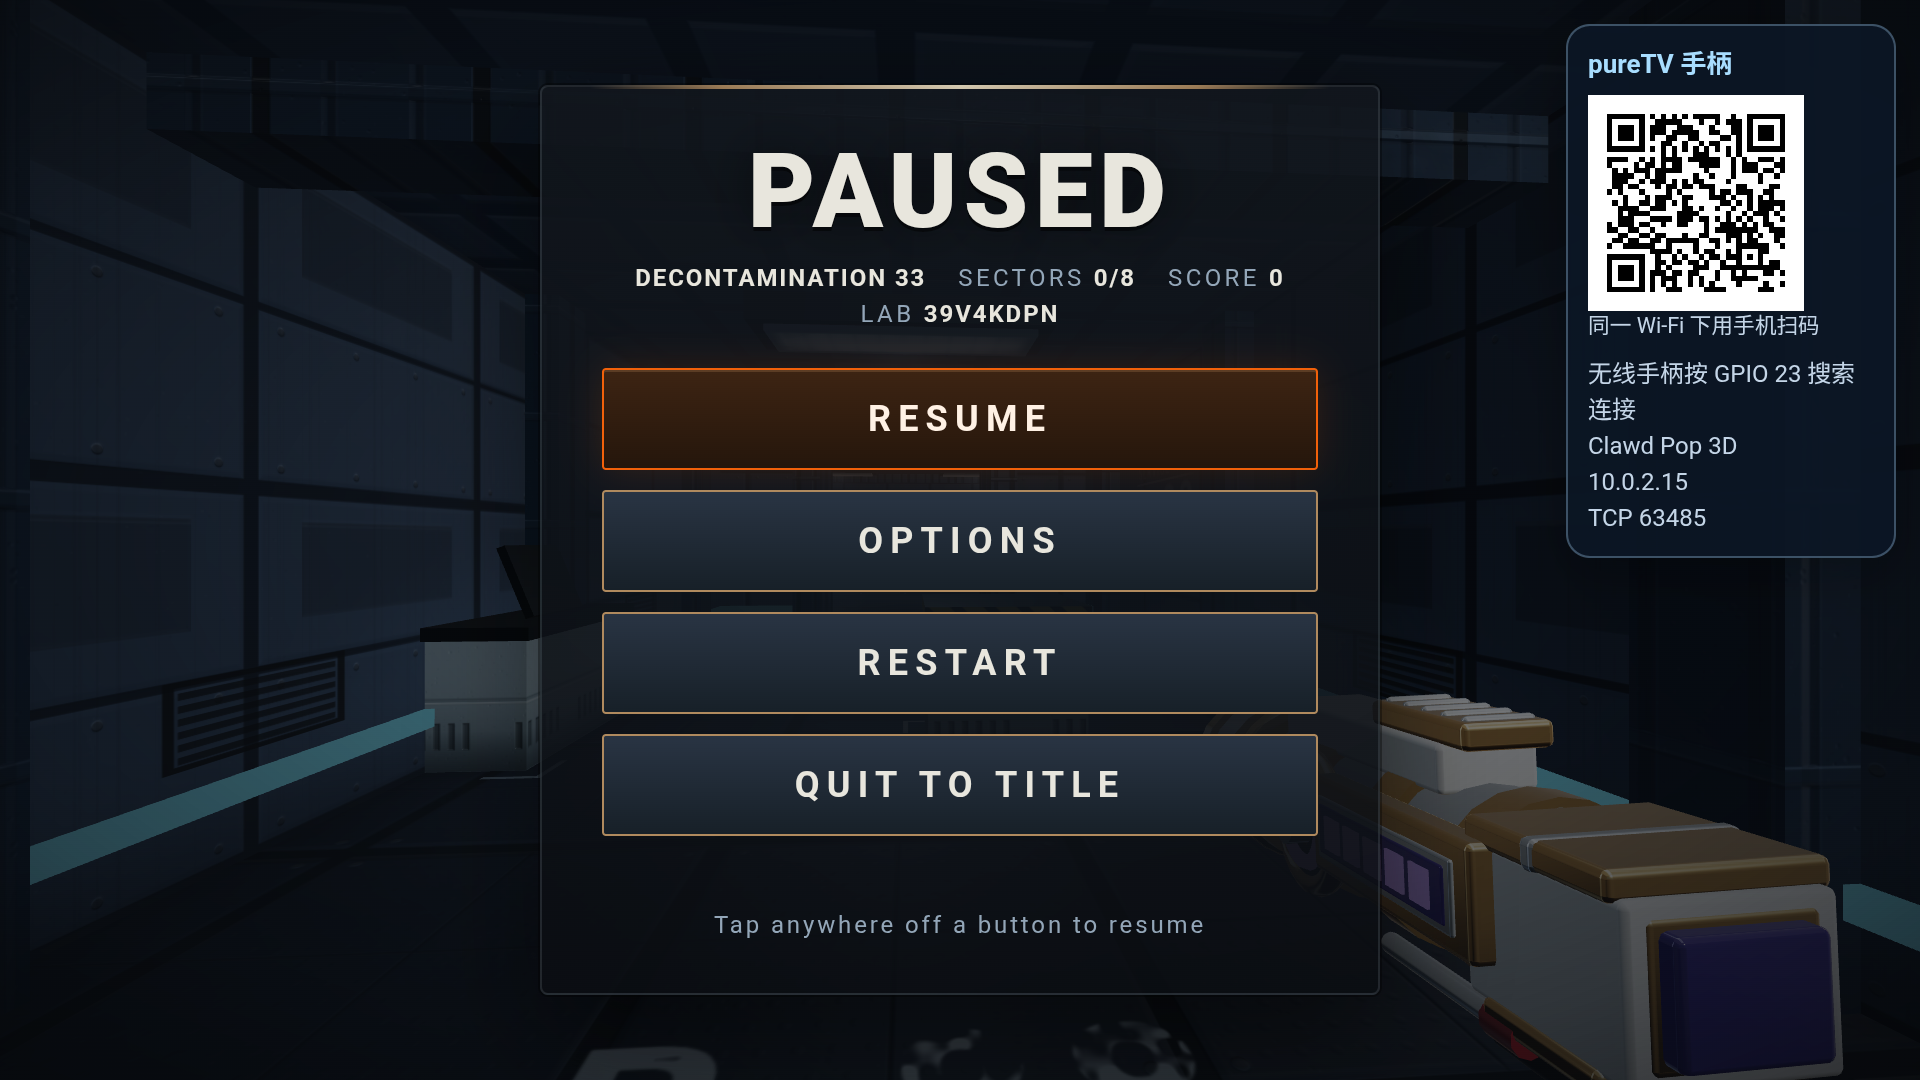 PAUSED
DECONTAMINATION 33 SECTORS 0/8 SCORE 0
LAB 39V4KDPN
RESUME
OPTIONS
RESTART
QUIT TO TITLE
Tap anywhere off a button to resume
pureTV 手柄
同一 Wi-Fi 下用手机扫码
无线手柄按 GPIO 23 搜索
连接
Clawd Pop 3D
10.0.2.15
TCP 63485